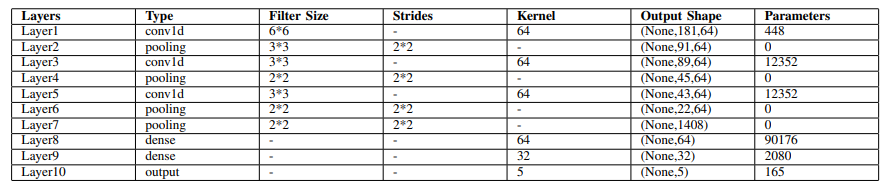 Layers Type Filter Size Strides Kernel Output Shape Parameters
Layer1 conv1d 6*6 - 64 (None,181,64) 448
Layer2 pooling 3*3 2*2 - (None,91,64) 0
Layer3 conv1d 3*3 - 64 (None,89,64) 12352
Layer4 pooling 2*2 2*2 - (None,45,64) 0
Layer5 conv1d 3*3 - 64 (None,43,64) 12352
Layer6 pooling 2*2 2*2 - (None,22,64) 0
Layer7 pooling 2*2 2*2 - (None,1408) 0
Layer8 dense - - 64 (None,64) 90176
Layer9 dense - - 32 (None,32) 2080
Layer10 output - - 5 (None,5) 165